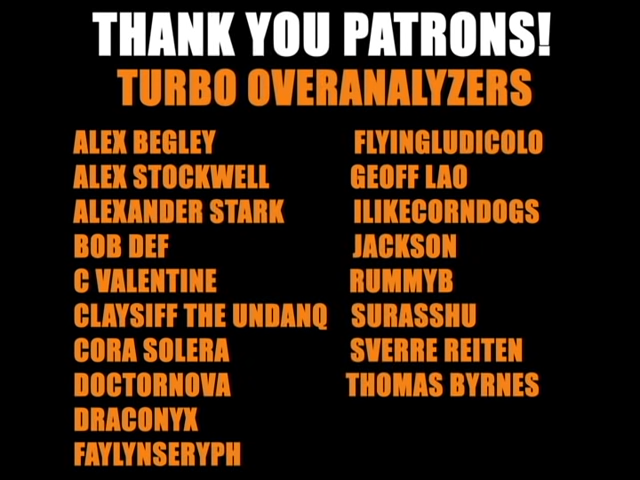 THANK YOU PATRONS!
TURBO OVERANALYZERS
ALEX BEGLEY
ALEX STOCKWELL
ALEXANDER STARK
BOB DEF
C VALENTINE
CLAYSIFF THE UNDANQ
CORA SOLERA
DOCTORNOVA
DRACONYX
FAYLYNSERYPH
FLYINGLUDICOLO
GEOFF LAO
ILIKECORNDOGS
JACKSON
RUMMYB
SURASSHU
SVERRE REITEN
THOMAS BYRNES